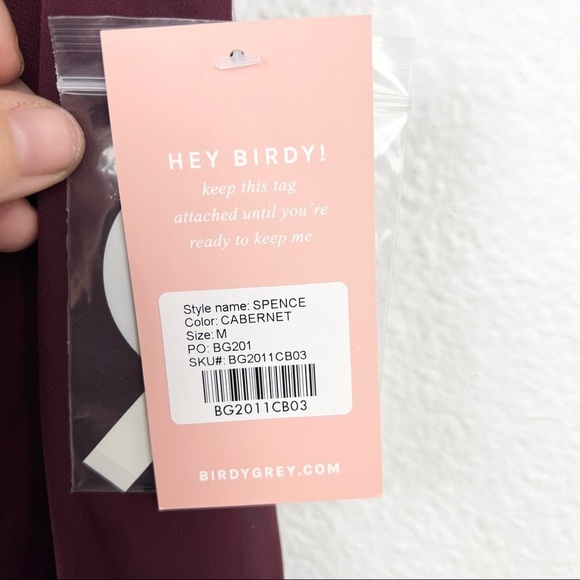 HEY BIRDY!
keep this tag
attached until you're
ready to keep me.
Style name: SPENCE
Color: CABERNET
Size: M
PO: BG201
SKU#: BG2011CB03
BG2011CB03
BIRDYGREY.COM